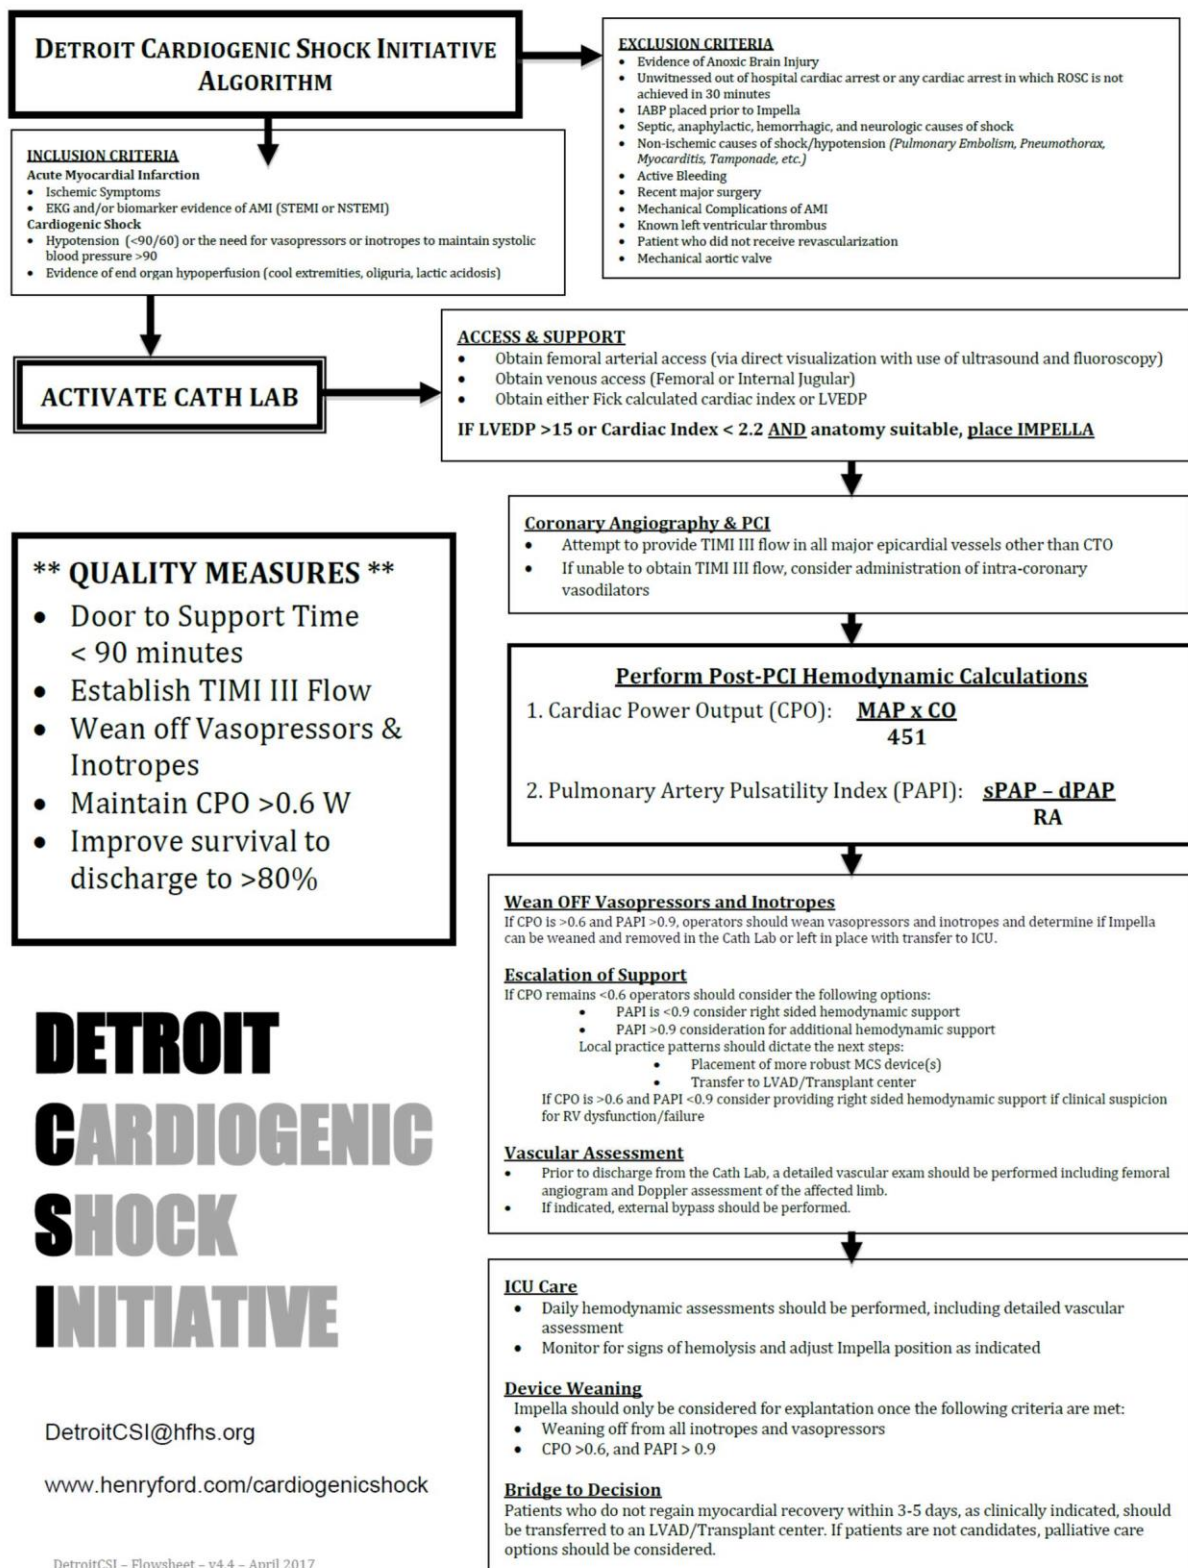 DETROIT CARDIOGENIC SHOCK INITIATIVE
ALGORITHM
EXCLUSION CRITERIA
• Evidence of Anoxic Brain Injury
• Unwitnessed out of hospital cardiac arrest or any cardiac arrest in which ROSC is not
achieved in 30 minutes
• IABP placed prior to Impella
• Septic, anaphylactic, hemorrhagic, and neurologic causes of shock
• Non-ischemic causes of shock/hypotension (Pulmonary Embolism, Pneumothorax,
Myocarditis, Tamponade, etc.)
• Active Bleeding
• Recent major surgery
• Mechanical Complications of AMI
• Known left ventricular thrombus
• Patient who did not receive revascularization
• Mechanical aortic valve
INCLUSION CRITERIA
Acute Myocardial Infarction
• Ischemic Symptoms
• EKG and/or biomarker evidence of AMI (STEMI or NSTEMI)
Cardiogenic Shock
• Hypotension (<90/60) or the need for vasopressors or inotropes to maintain systolic
blood pressure >90
• Evidence of end organ hypoperfusion (cool extremities, oliguria, lactic acidosis)
ACTIVATE CATH LAB
ACCESS & SUPPORT
• Obtain femoral arterial access (via direct visualization with use of ultrasound and fluoroscopy)
• Obtain venous access (Femoral or Internal Jugular)
• Obtain either Fick calculated cardiac index or LVEDP
IF LVEDP >15 or Cardiac Index < 2.2 AND anatomy suitable, place IMPELLA
Coronary Angiography & PCI
• Attempt to provide TIMI III flow in all major epicardial vessels other than CTO
• If unable to obtain TIMI III flow, consider administration of intra-coronary
vasodilators
** QUALITY MEASURES **
• Door to Support Time
< 90 minutes
• Establish TIMI III Flow
• Wean off Vasopressors &
Inotropes
• Maintain CPO >0.6 W
• Improve survival to
discharge to >80%
Perform Post-PCI Hemodynamic Calculations
1. Cardiac Power Output (CPO): MAP x CO
451
2. Pulmonary Artery Pulsatility Index (PAPI): sPAP – dPAP
RA
Wean OFF Vasopressors and Inotropes
If CPO is >0.6 and PAPI >0.9, operators should wean vasopressors and inotropes and determine if Impella
can be weaned and removed in the Cath Lab or left in place with transfer to ICU.
Escalation of Support
If CPO remains <0.6 operators should consider the following options:
• PAPI is <0.9 consider right sided hemodynamic support
• PAPI >0.9 consideration for additional hemodynamic support
Local practice patterns should dictate the next steps:
• Placement of more robust MCS device(s)
• Transfer to LVAD/Transplant center
If CPO is >0.6 and PAPI <0.9 consider providing right sided hemodynamic support if clinical suspicion
for RV dysfunction/failure
Vascular Assessment
• Prior to discharge from the Cath Lab, a detailed vascular exam should be performed including femoral
angiogram and Doppler assessment of the affected limb.
• If indicated, external bypass should be performed.
ICU Care
• Daily hemodynamic assessments should be performed, including detailed vascular
assessment
• Monitor for signs of hemolysis and adjust Impella position as indicated
Device Weaning
Impella should only be considered for explantation once the following criteria are met:
• Weaning off from all inotropes and vasopressors
• CPO >0.6, and PAPI > 0.9
Bridge to Decision
Patients who do not regain myocardial recovery within 3-5 days, as clinically indicated, should
be transferred to an LVAD/Transplant center. If patients are not candidates, palliative care
options should be considered.
DETROIT
CARDIOGENIC
SHOCK
INITIATIVE
DetroitCSI@hfhs.org
www.henryford.com/cardiogenicshock
DetroitCSI – Flowsheet – v4.4 – April 2017